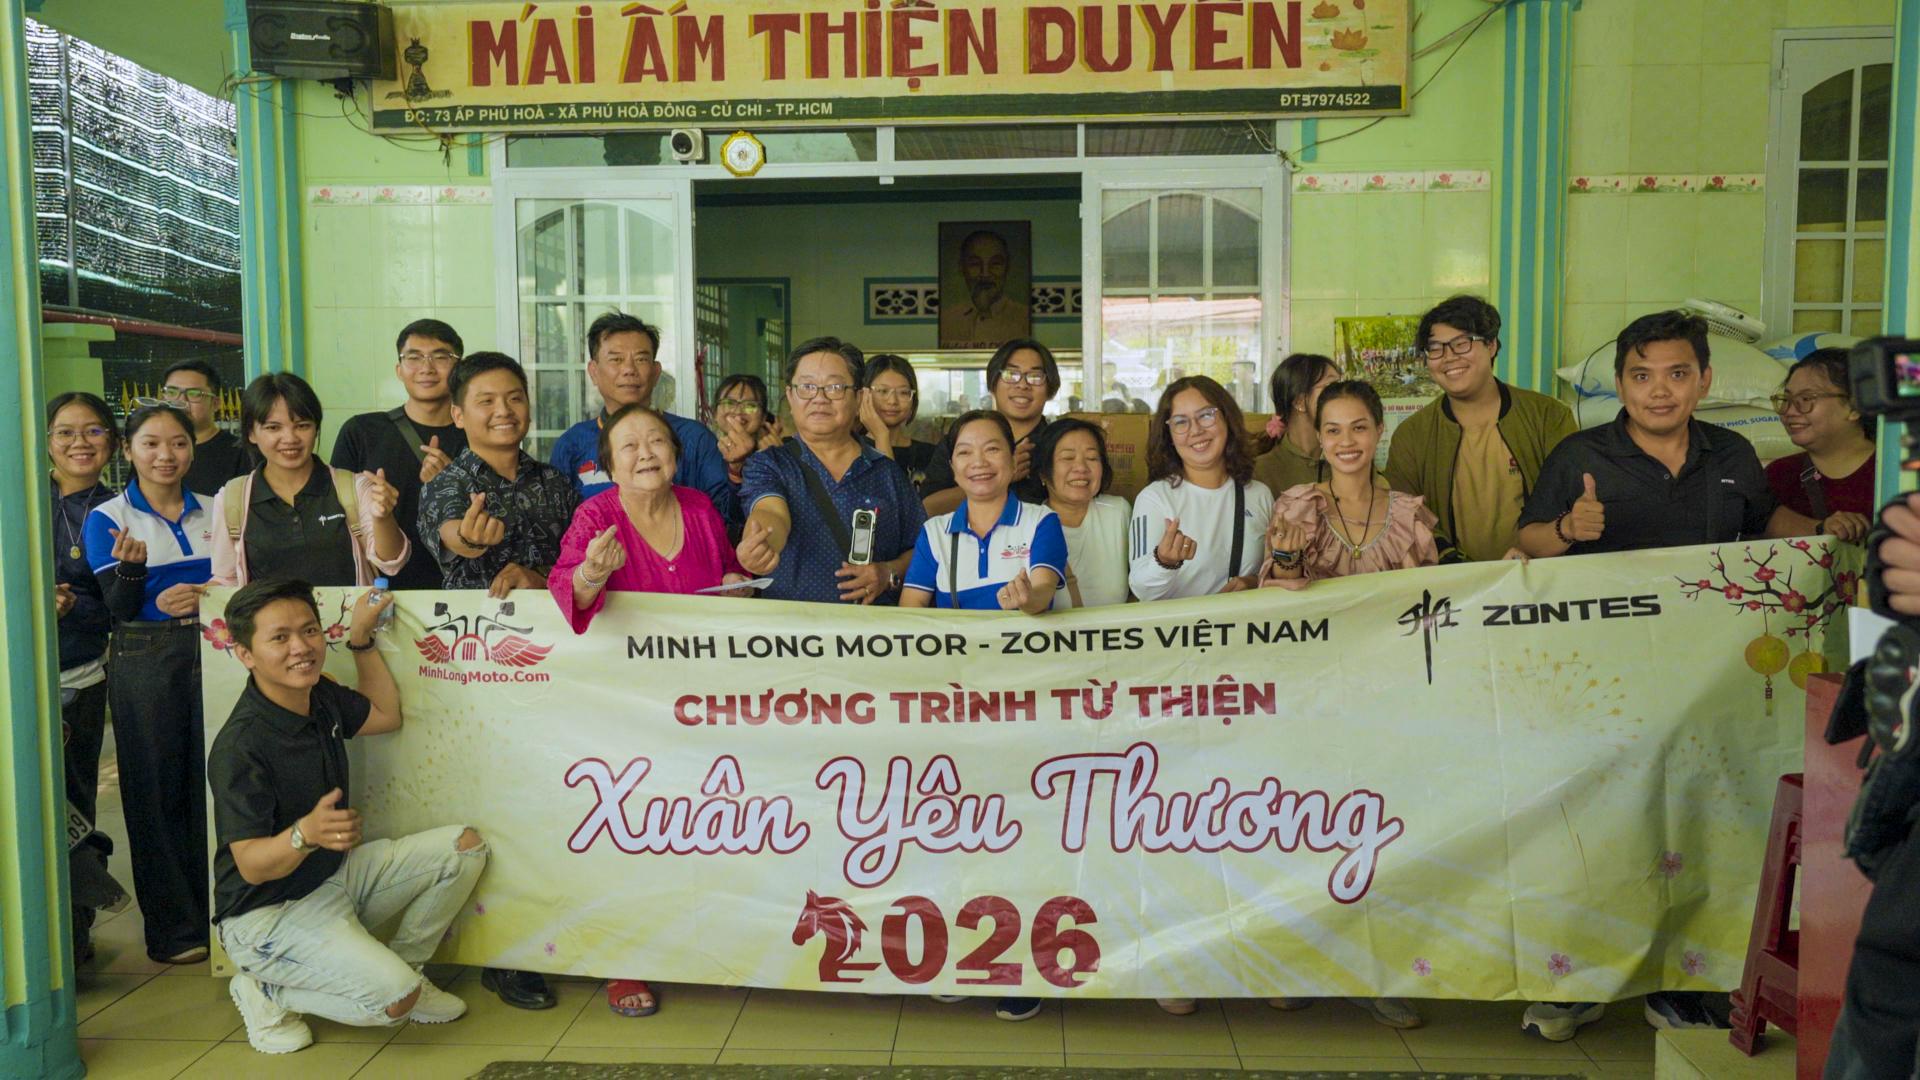 MÁI ẤM THIỆN DUYÊN
ĐC: 73 ẤP PHÚ HOÀ - XÃ PHÚ HOÀ ĐÔNG - CỦ CHI - TP.HCM
ĐT:37974522
MINH LONG MOTOR - ZONTES VIỆT NAM
ZONTES
MinhLongMoto.Com
CHƯƠNG TRÌNH TỪ THIỆN
Xuân Yêu Thương
2026